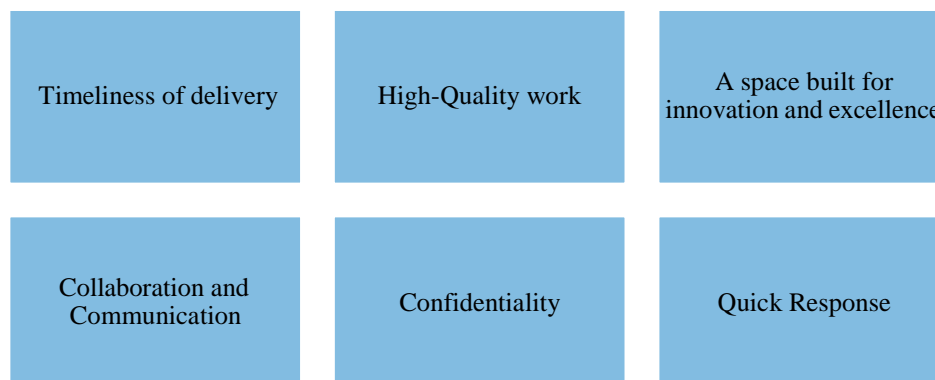 Timeliness of delivery
High-Quality work
A space built for
innovation and excellence
Collaboration and
Communication
Confidentiality
Quick Response